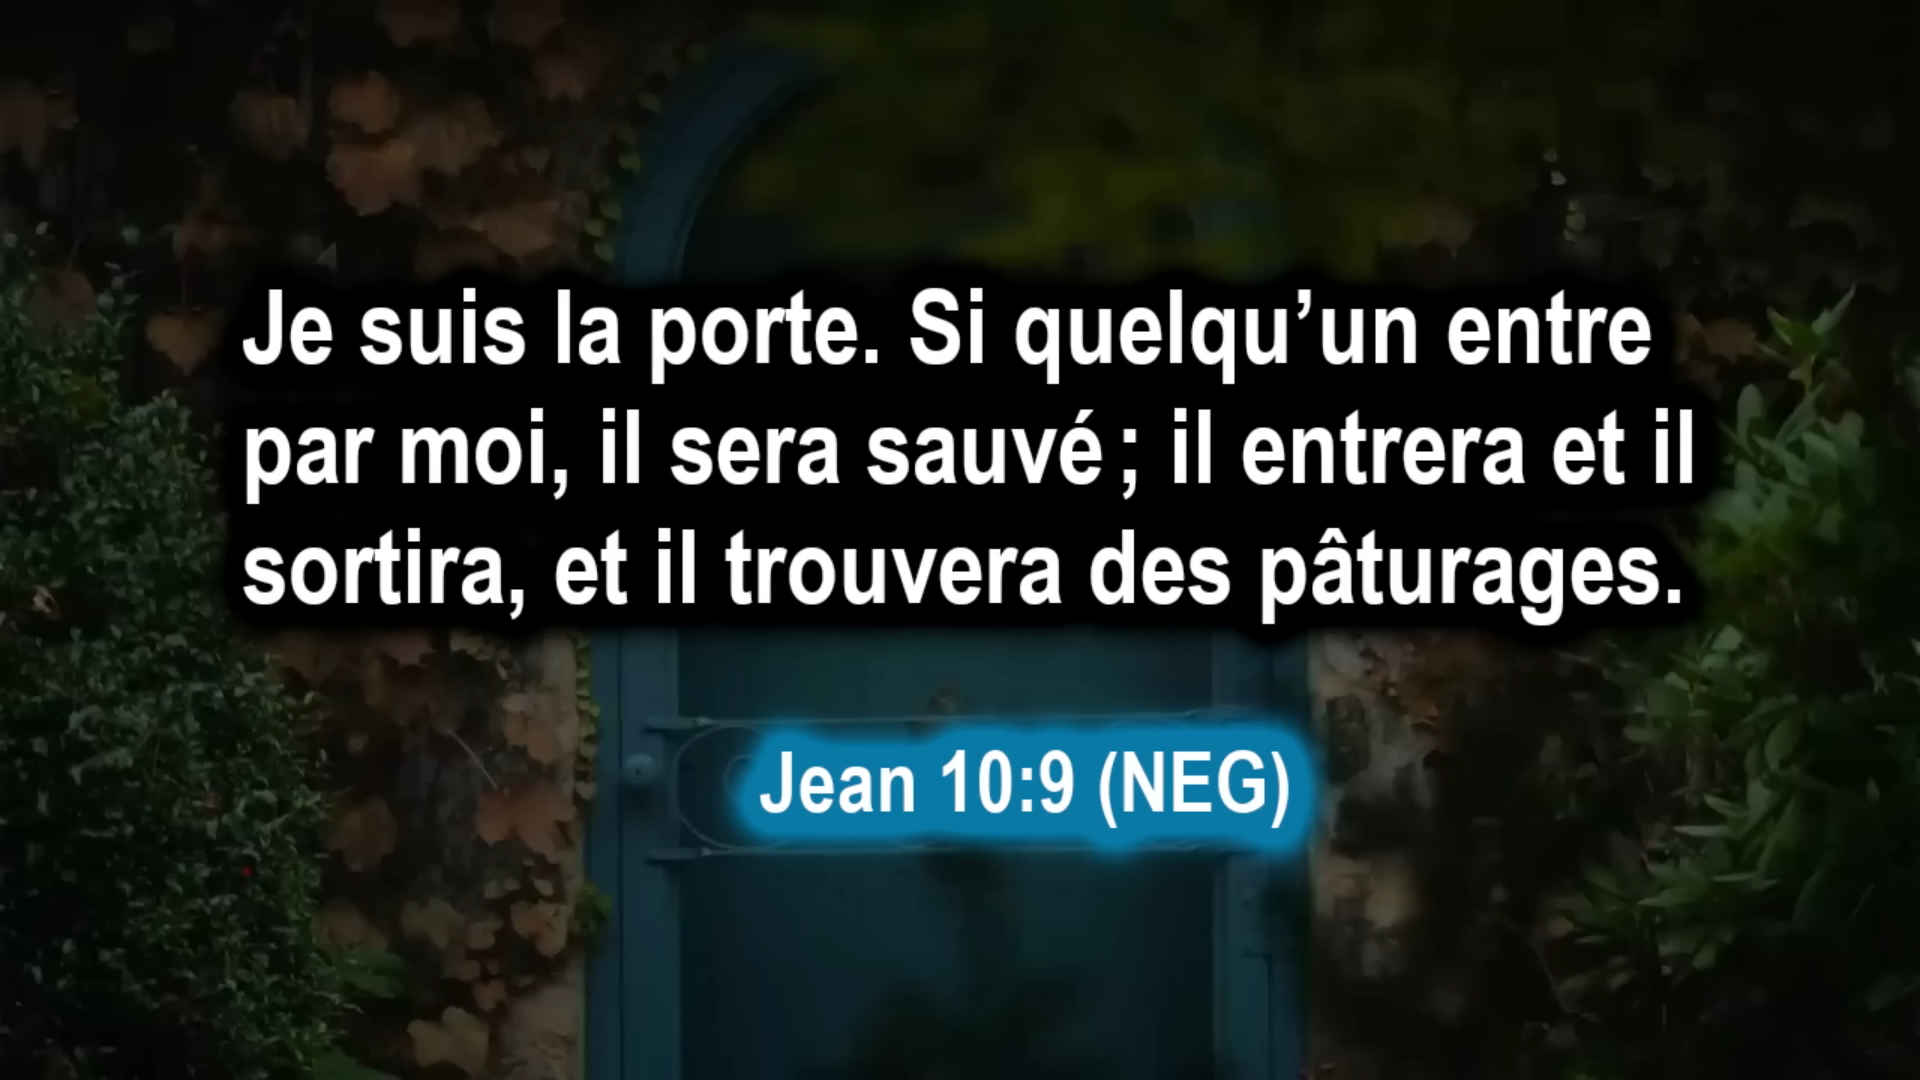 Je suis la porte. Si quelqu’un entre
par moi, il sera sauvé ; il entrera et il
sortira, et il trouvera des pâturages.
Jean 10:9 (NEG)